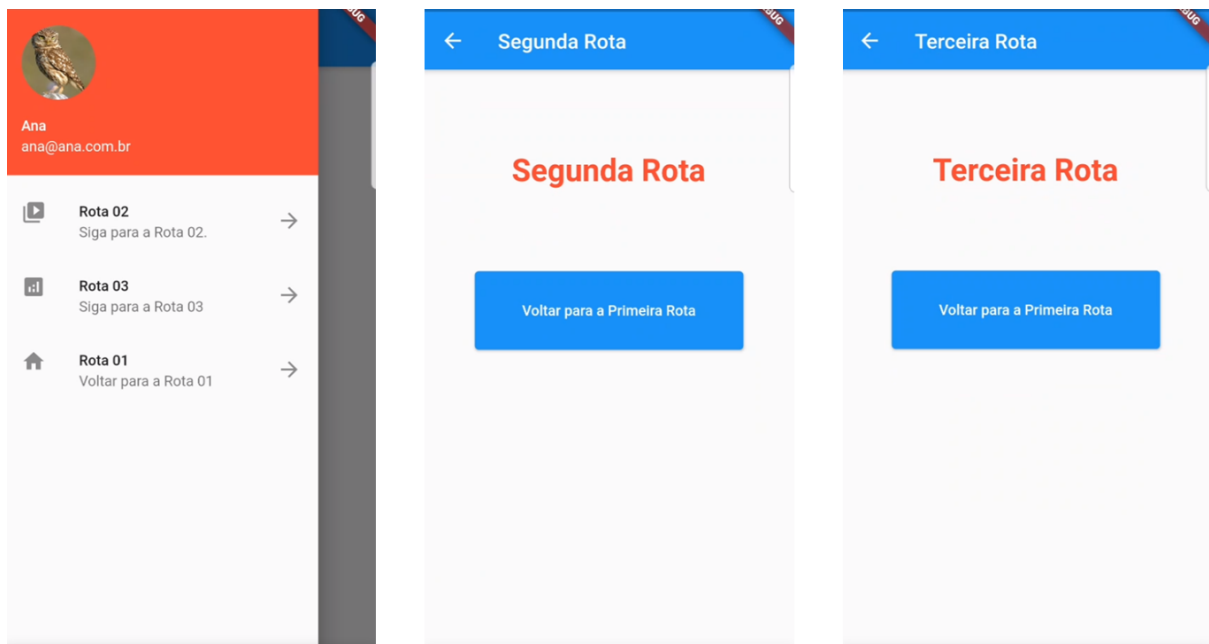 Ana
ana@ana.com.br
Rota 02
Siga para a Rota 02.
Rota 03
Siga para a Rota 03
Rota 01
Voltar para a Rota 01
Segunda Rota
Segunda Rota
Voltar para a Primeira Rota
Terceira Rota
Terceira Rota
Voltar para a Primeira Rota